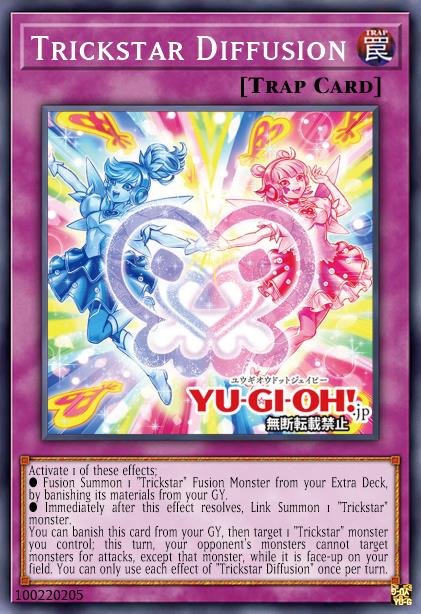 Trickstar Diffusion
TRAP
罠
[Trap Card]
ユウギオウドットジェイピー
YU-GI-OH!.jp
無断転載禁止
Activate 1 of these effects;
● Fusion Summon 1 "Trickstar" Fusion Monster from your Extra Deck,
by banishing its materials from your GY.
● Immediately after this effect resolves, Link Summon 1 "Trickstar"
monster.
You can banish this card from your GY, then target 1 "Trickstar" monster
you control; this turn, your opponent's monsters cannot target
monsters for attacks, except that monster, while it is face-up on your
field. You can only use each effect of "Trickstar Diffusion" once per turn.
100220205